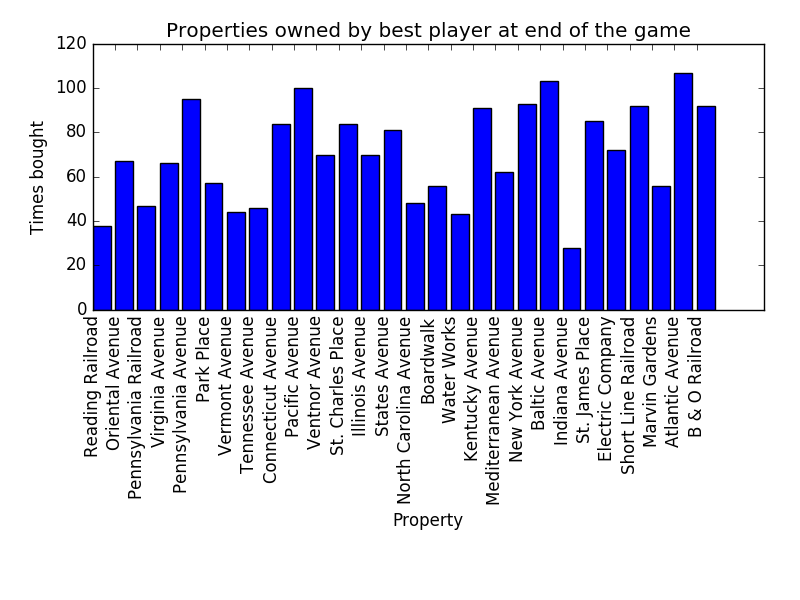 Properties owned by best player at end of the game
120
100
80
60
40
20
0
Times bought
Reading Railroad
Oriental Avenue
Pennsylvania Railroad
Virginia Avenue
Pennsylvania Avenue
Park Place
Vermont Avenue
Tennessee Avenue
Connecticut Avenue
Pacific Avenue
Ventnor Avenue
St. Charles Place
Illinois Avenue
States Avenue
North Carolina Avenue
Boardwalk
Water Works
Kentucky Avenue
Mediterranean Avenue
New York Avenue
Baltic Avenue
Indiana Avenue
St. James Place
Electric Company
Short Line Railroad
Marvin Gardens
Atlantic Avenue
B & O Railroad
Property